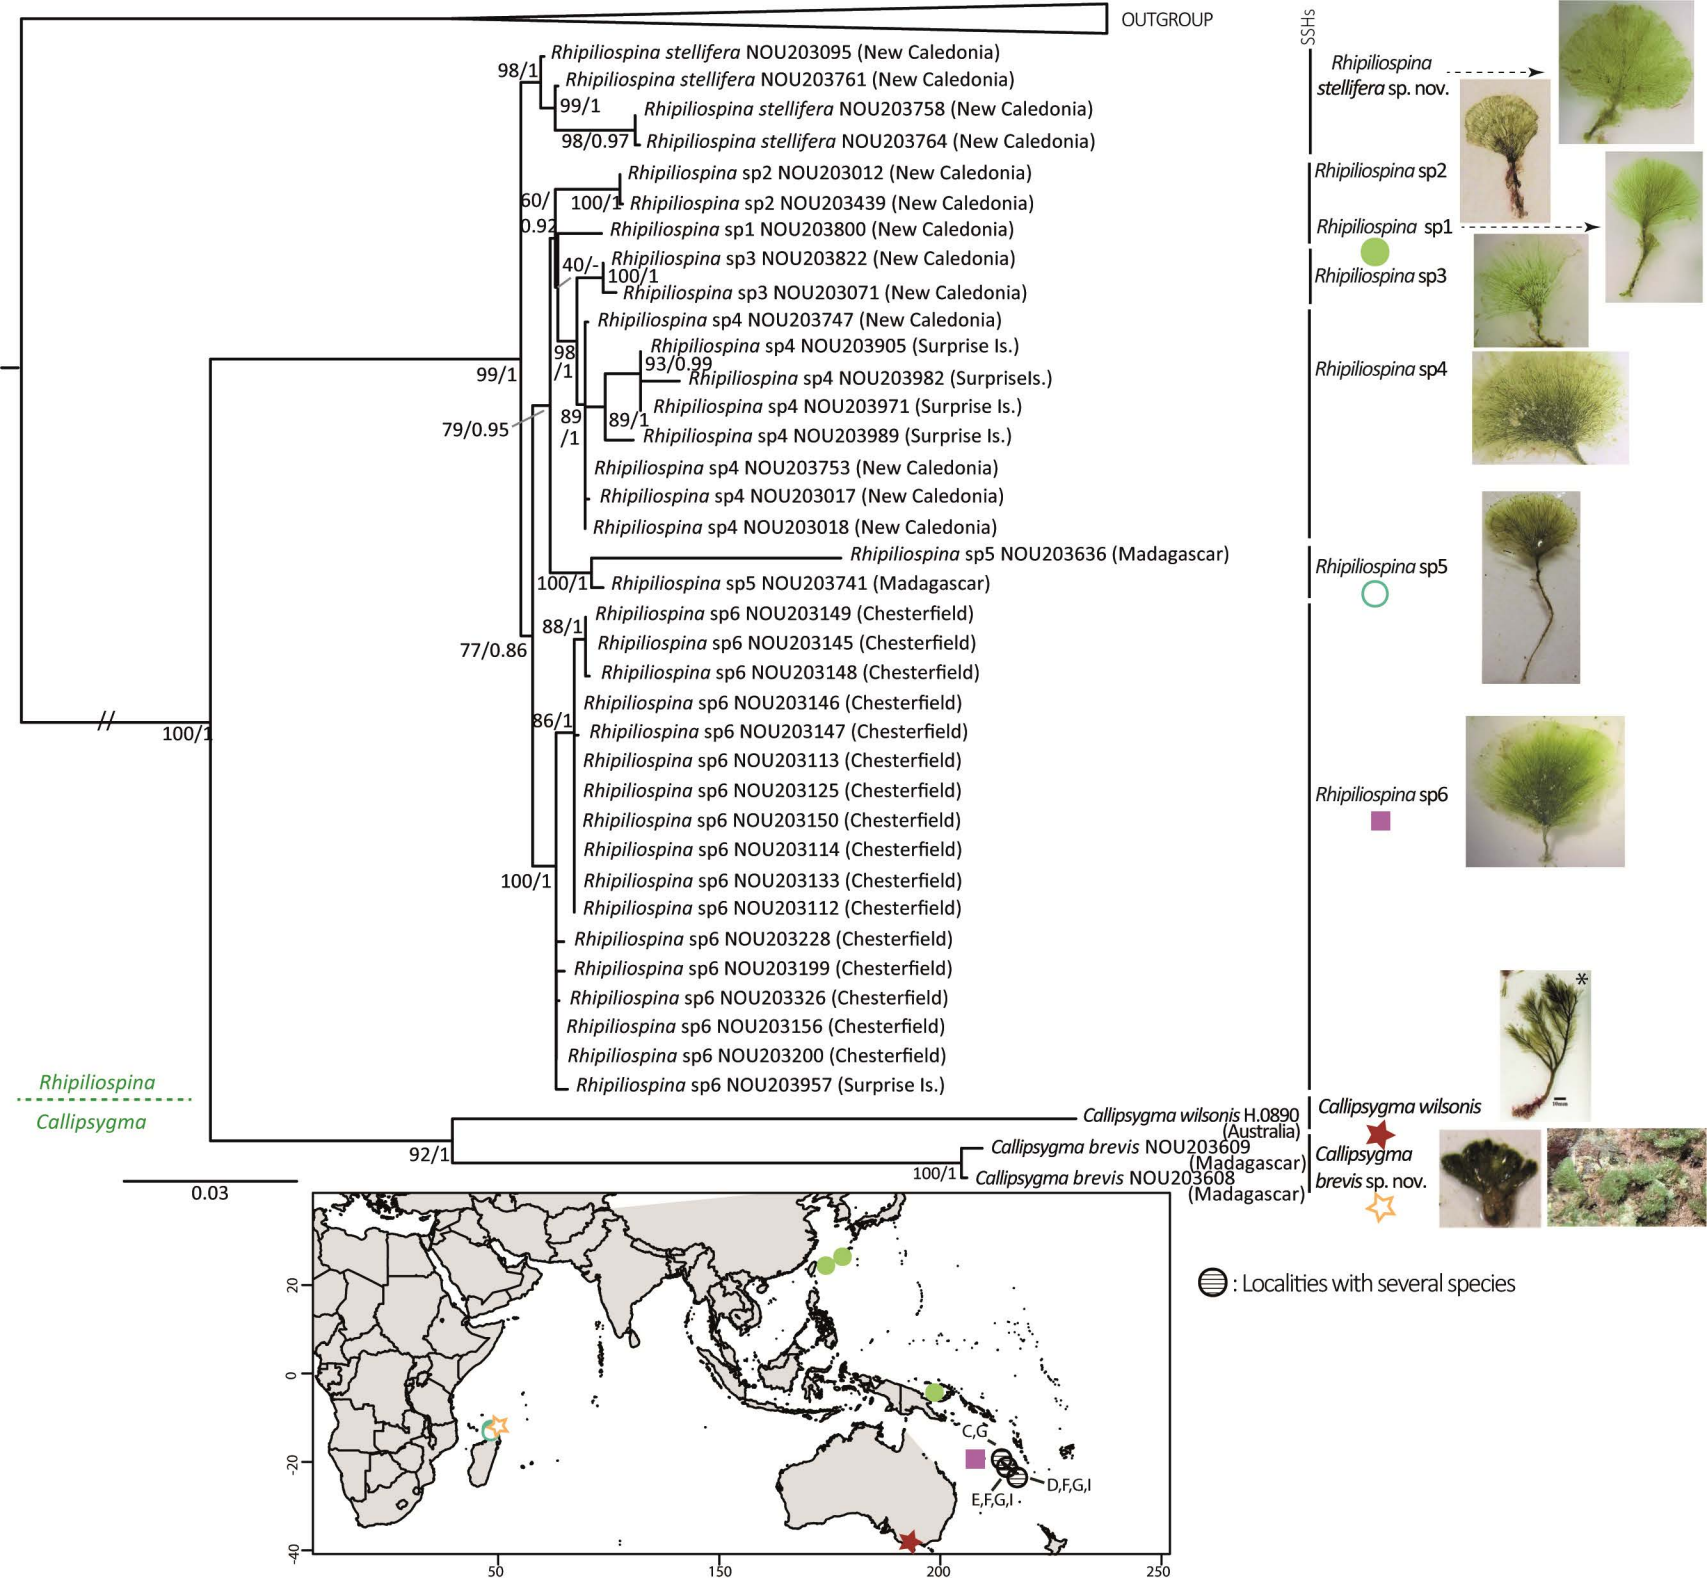 OUTGROUP
SSHs
Rhipiliospina stellifera NOU203095 (New Caledonia)
98/1
Rhipiliospina stellifera NOU203761 (New Caledonia)
99/1
Rhipiliospina stellifera NOU203758 (New Caledonia)
98/0.97
Rhipiliospina stellifera NOU203764 (New Caledonia)
Rhipiliospina
stellifera sp. nov.
Rhipiliospina sp2 NOU203012 (New Caledonia)
Rhipiliospina sp2
60/
0.92
100/1
Rhipiliospina sp2 NOU203439 (New Caledonia)
Rhipiliospina sp1 NOU203800 (New Caledonia)
Rhipiliospina sp1
Rhipiliospina sp3 NOU203822 (New Caledonia)
40/-
100/1
Rhipiliospina sp3
Rhipiliospina sp3 NOU203071 (New Caledonia)
Rhipiliospina sp4 NOU203747 (New Caledonia)
Rhipiliospina sp4 NOU203905 (Surprise Is.)
98
/1
93/0.99
99/1
Rhipiliospina sp4
Rhipiliospina sp4 NOU203982 (SurpriseIs.)
Rhipiliospina sp4 NOU203971 (Surprise Is.)
89
/1
89/1
79/0.95
Rhipiliospina sp4 NOU203989 (Surprise Is.)
Rhipiliospina sp4 NOU203753 (New Caledonia)
Rhipiliospina sp4 NOU203017 (New Caledonia)
Rhipiliospina sp4 NOU203018 (New Caledonia)
Rhipiliospina sp5 NOU203636 (Madagascar)
Rhipiliospina sp5
100/1
Rhipiliospina sp5 NOU203741 (Madagascar)
Rhipiliospina sp6 NOU203149 (Chesterfield)
88/1
Rhipiliospina sp6 NOU203145 (Chesterfield)
77/0.86
Rhipiliospina sp6 NOU203148 (Chesterfield)
Rhipiliospina sp6 NOU203146 (Chesterfield)
86/1
Rhipiliospina sp6 NOU203147 (Chesterfield)
//
100/1
Rhipiliospina sp6 NOU203113 (Chesterfield)
Rhipiliospina sp6 NOU203125 (Chesterfield)
Rhipiliospina sp6
Rhipiliospina sp6 NOU203150 (Chesterfield)
Rhipiliospina sp6 NOU203114 (Chesterfield)
100/1
Rhipiliospina sp6 NOU203133 (Chesterfield)
Rhipiliospina sp6 NOU203112 (Chesterfield)
Rhipiliospina sp6 NOU203228 (Chesterfield)
Rhipiliospina sp6 NOU203199 (Chesterfield)
*
Rhipiliospina sp6 NOU203326 (Chesterfield)
Rhipiliospina sp6 NOU203156 (Chesterfield)
Rhipiliospina sp6 NOU203200 (Chesterfield)
Rhipiliospina sp6 NOU203957 (Surprise Is.)
Rhipiliospina
Callipsygma
Callipsygma wilsonis H.0890
(Australia)
Callipsygma wilsonis
92/1
Callipsygma brevis NOU203609
(Madagascar)
100/1
Callipsygma brevis NOU203608
(Madagascar)
Callipsygma
brevis sp. nov.
0.03
: Localities with several species
20
0
-20
-40
C,G
D,F,G,I
E,F,G,I
50
150
200
250